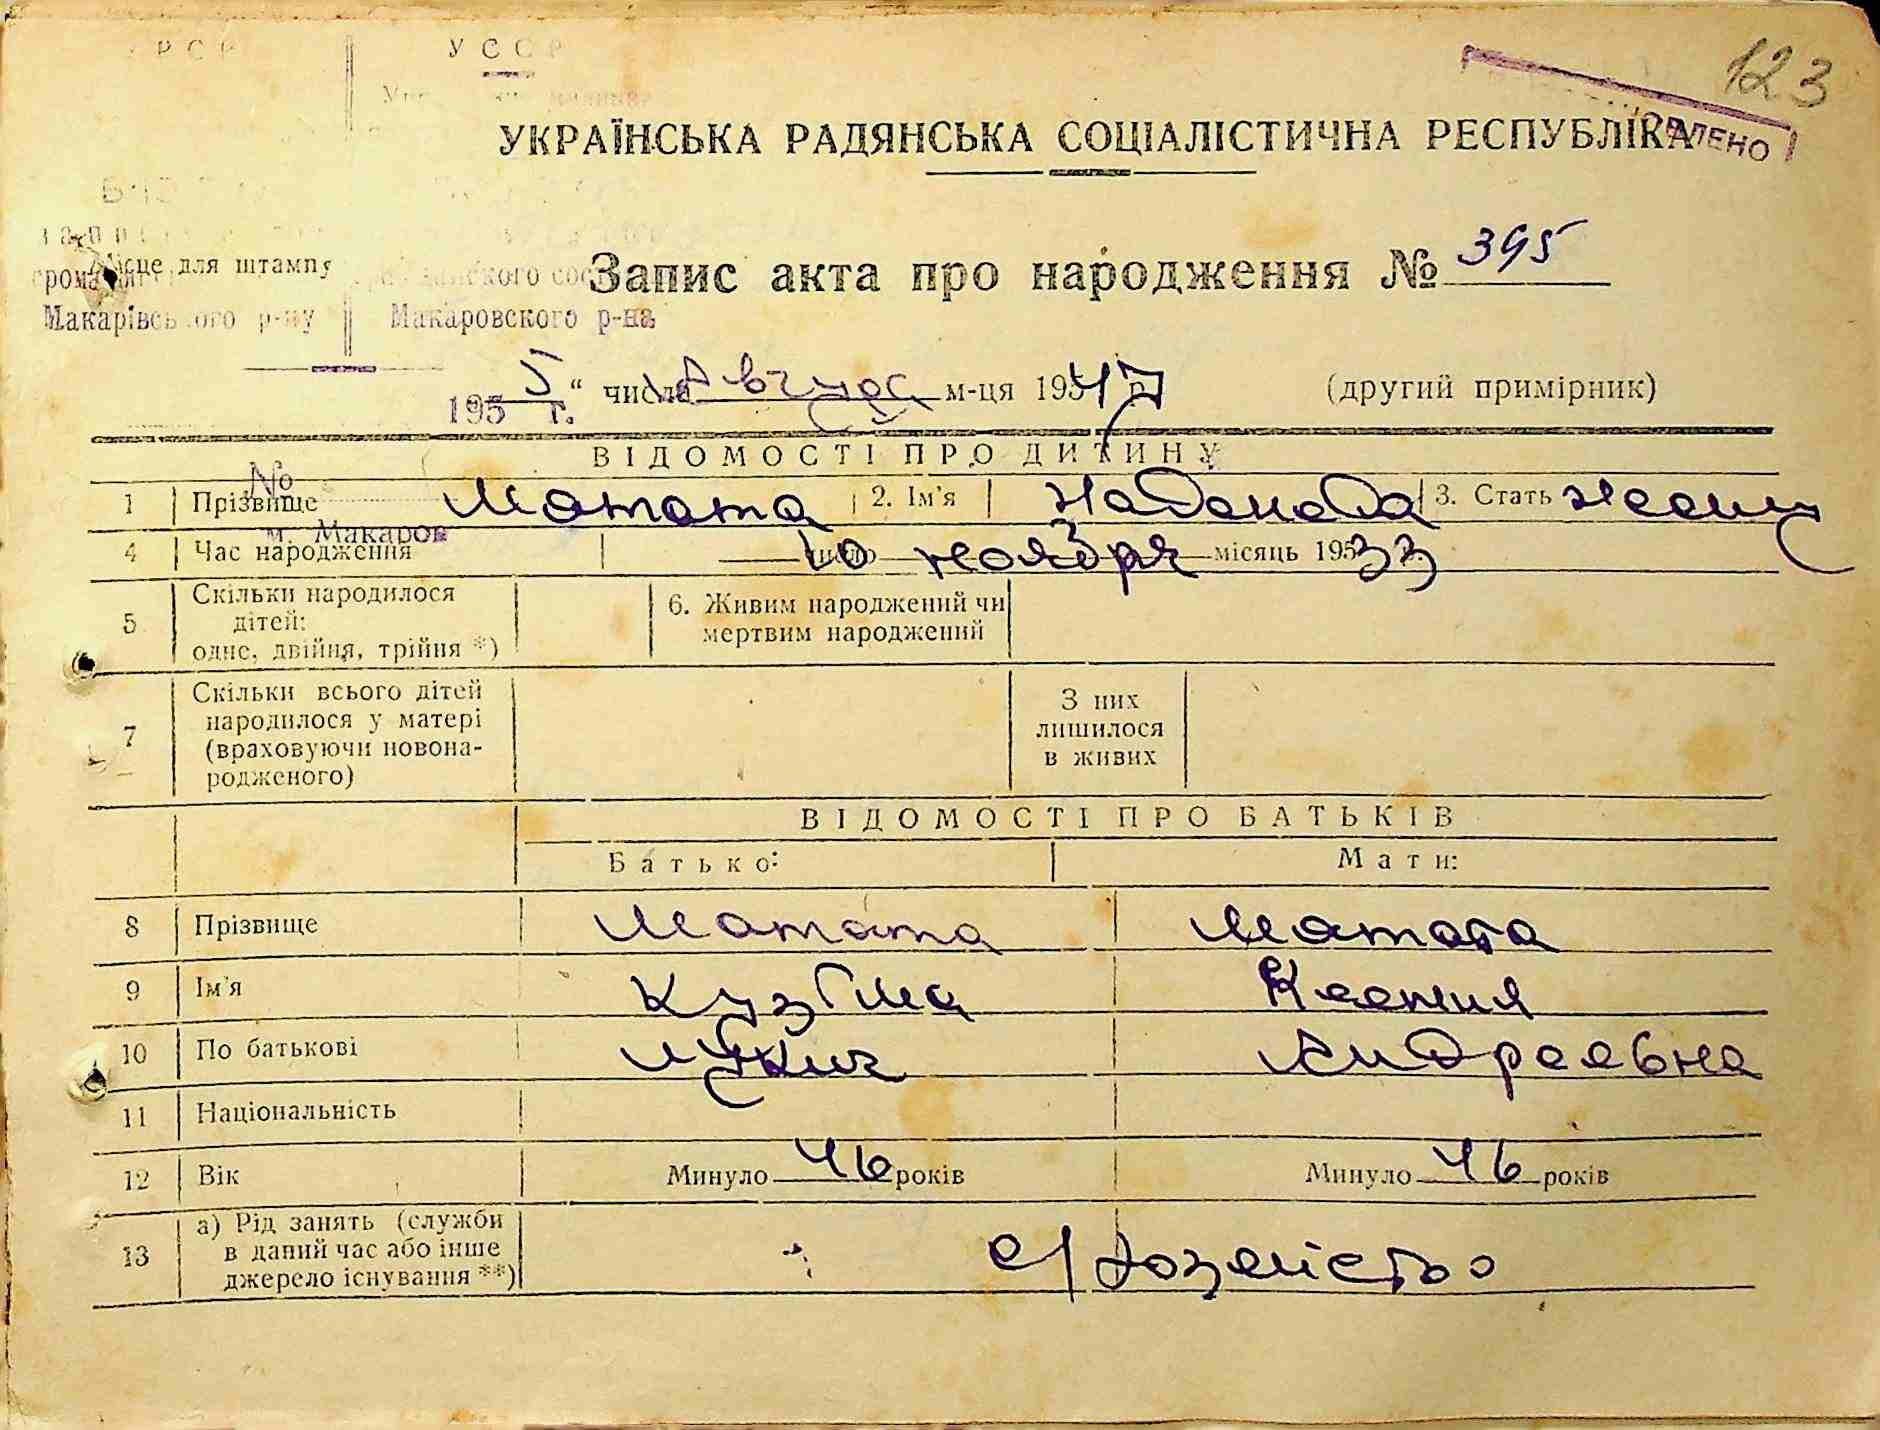 УССР
123
УКРАЇНСЬКА РАДЯНСЬКА СОЦІАЛІСТИЧНА РЕСПУБЛІКА
Місце для штампу
Запис акта про народження № 395
Макарівського р-ну Макаровского р-на
5 “ числа Августа м-ця 1947 р. (другий примірник)
195 г.
ВІДОМОСТІ ПРО ДИТИНУ
№
1 Прізвище Матата 2. Ім’я 3. Стать
м. Макаров
4 Час народження 10 число ноября місяць 1933
5 Скільки народилося дітей: одне, двійня, трійня *) 6. Живим народжений чи мертвим народжений
7 Скільки всього дітей народилося у матері (враховуючи новонародженого) З них лишилося в живих
ВІДОМОСТІ ПРО БАТЬКІВ
Батько: Мати:
8 Прізвище Матата Матата
9 Ім’я Кузьма Ксения
10 По батькові Лукич Андреевна
11 Національність
12 Вік Минуло 46 років Минуло 46 років
13 а) Рід занять (служби в даний час або інше джерело існування **) с/хозяйство